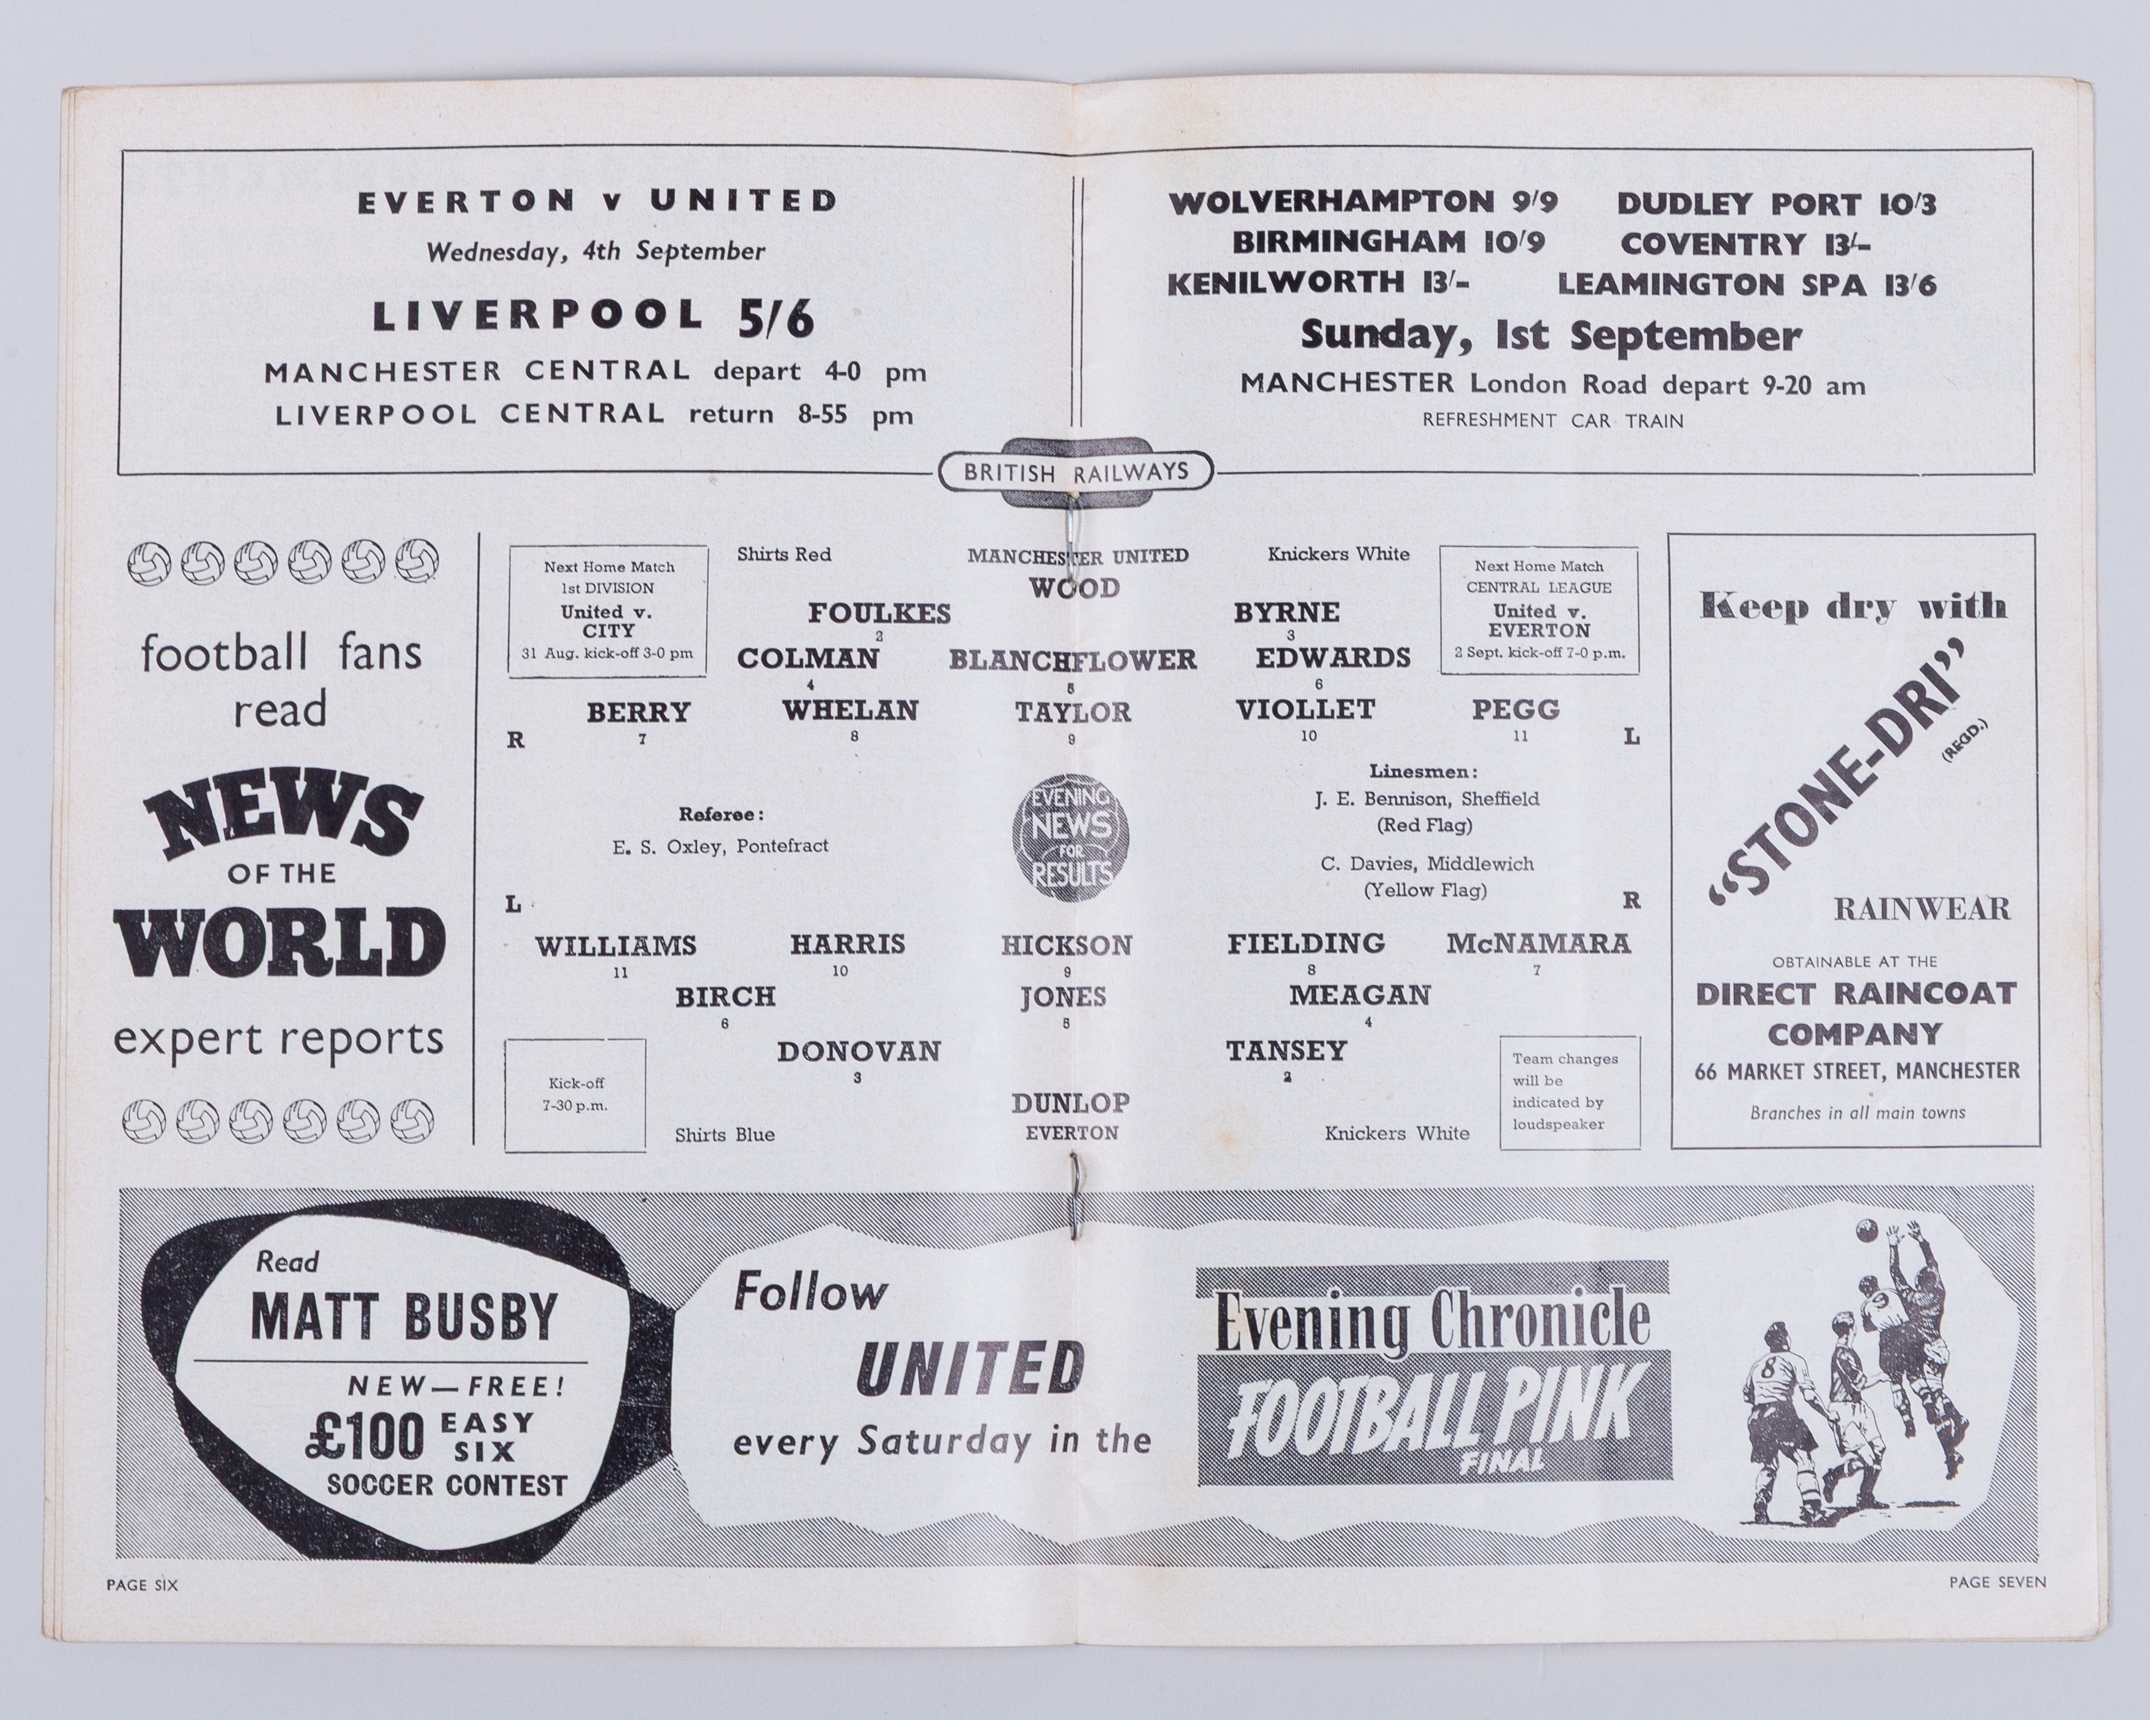 EVERTON v UNITED
Wednesday, 4th September
LIVERPOOL 5/6
MANCHESTER CENTRAL depart 4-0 pm
LIVERPOOL CENTRAL return 8-55 pm
WOLVERHAMPTON 9/9 DUDLEY PORT 10/3
BIRMINGHAM 10/9 COVENTRY 13/-
KENILWORTH 13/- LEAMINGTON SPA 13/6
Sunday, 1st September
MANCHESTER London Road depart 9-20 am
REFRESHMENT CAR TRAIN
BRITISH RAILWAYS
football fans
read
NEWS
OF THE
WORLD
expert reports
Next Home Match
1st DIVISION
United v.
CITY
31 Aug. kick-off 3-0 pm
Shirts Red MANCHESTER UNITED Knickers White
Next Home Match
CENTRAL LEAGUE
United v.
EVERTON
2 Sept. kick-off 7-0 p.m.
WOOD
FOULKES BYRNE
2 3
COLMAN BLANCHFLOWER EDWARDS
4 5 6
BERRY WHELAN TAYLOR VIOLLET PEGG
R 7 8 9 10 11 L
Referee:
E. S. Oxley, Pontefract
EVENING
NEWS
FOR
RESULTS
Linesmen:
J. E. Bennison, Sheffield
(Red Flag)
C. Davies, Middlewich
(Yellow Flag)
L R
WILLIAMS HARRIS HICKSON FIELDING McNAMARA
11 10 9 8 7
BIRCH JONES MEAGAN
6 5 4
DONOVAN TANSEY
3 2
DUNLOP
Kick-off
7-30 p.m.
Shirts Blue EVERTON Knickers White
Team changes
will be
indicated by
loudspeaker
Keep dry with
"STONE-DRI"
(REGD.)
RAINWEAR
OBTAINABLE AT THE
DIRECT RAINCOAT
COMPANY
66 MARKET STREET, MANCHESTER
Branches in all main towns
Read
MATT BUSBY
NEW—FREE!
£100 EASY
SIX
SOCCER CONTEST
Follow
UNITED
every Saturday in the
Evening Chronicle
FOOTBALL PINK
FINAL
8
9
PAGE SIX
PAGE SEVEN